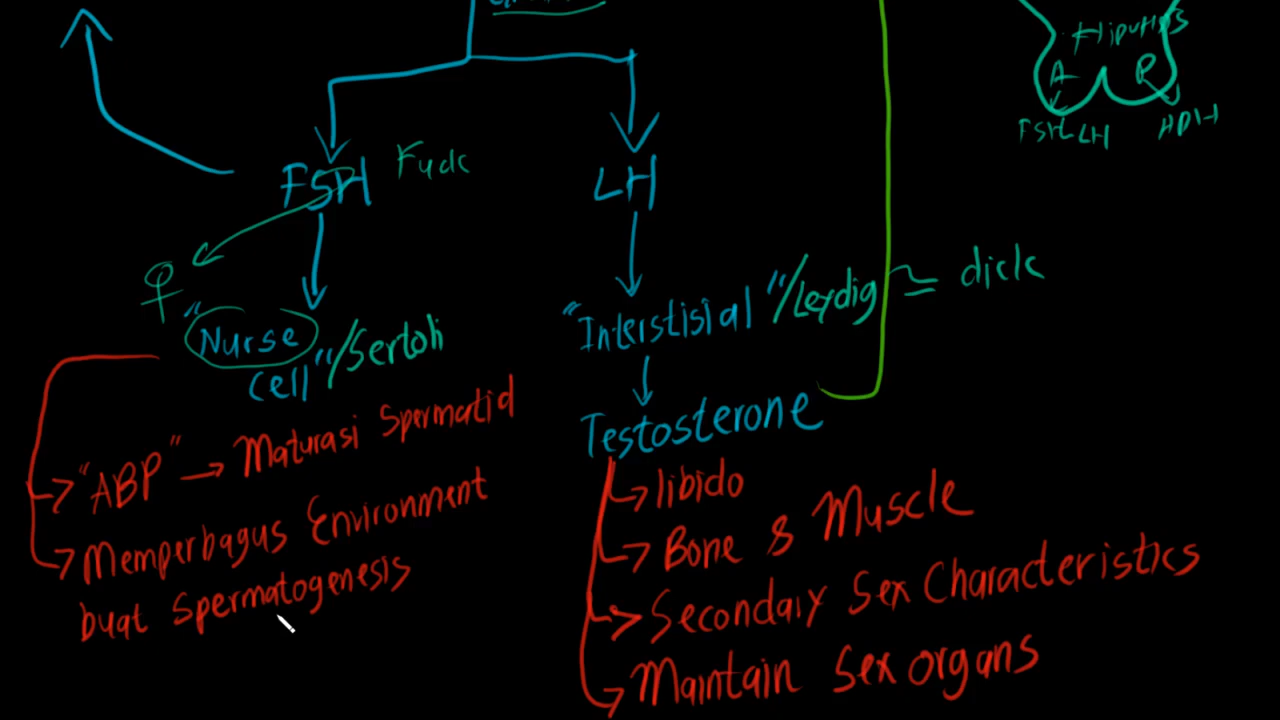 Hipofisis
A P
FSH LH ADH
FSH Fuck
LH
♀
"Nurse
Cell"/Sertoli
"Interstisial"/Leydig ≃ dick
Testosterone
"ABP" → Maturasi Spermatid
Memperbagus Environment
buat Spermatogenesis
libido
Bone & Muscle
Secondary Sex Characteristics
Maintain Sex organs